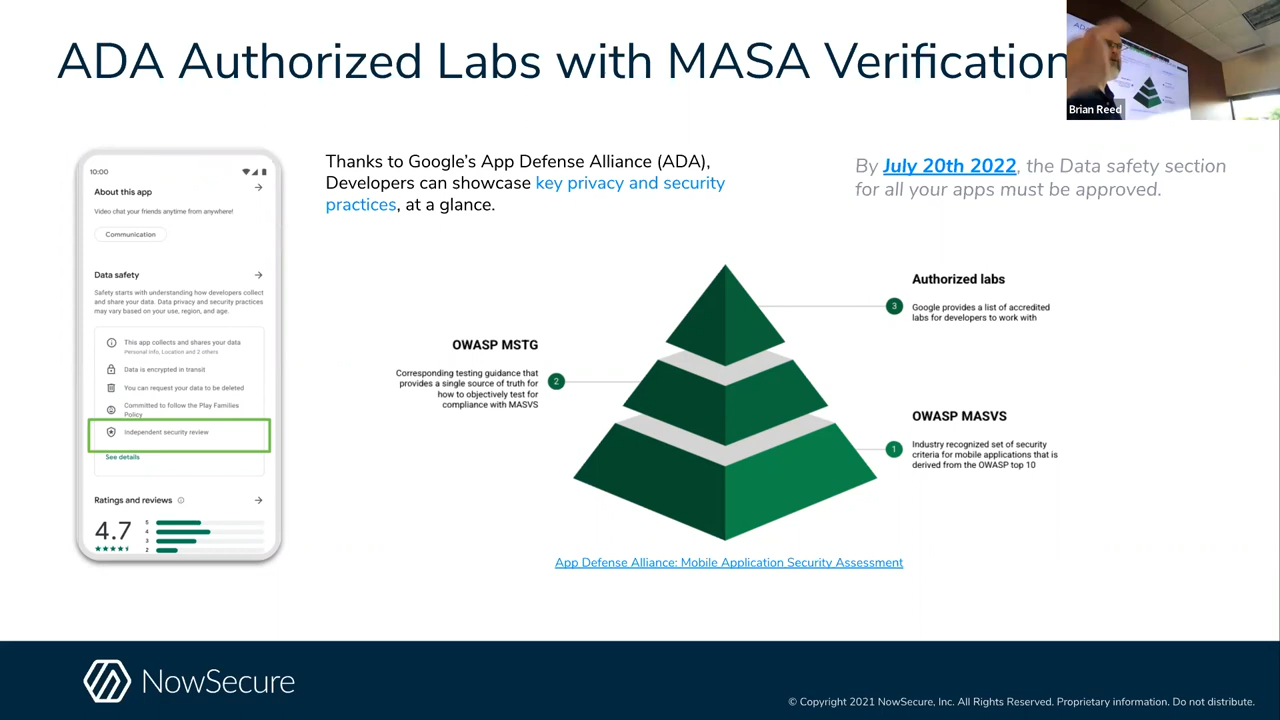 ADA Authorized Labs with MASA Verification
Brian Reed
10:00
About this app
Video chat your friends anytime from anywhere!
Communication
Data safety
Safety starts with understanding how developers collect
and share your data. Data privacy and security practices
may vary based on your use, region, and age.
This app collects and shares your data
Personal info, Location and 2 others
Data is encrypted in transit
You can request your data to be deleted
Committed to follow the Play Families
Policy
Independent security review
See details
Ratings and reviews
4.7
5
4
3
2
Thanks to Google's App Defense Alliance (ADA),
Developers can showcase key privacy and security
practices, at a glance.
By July 20th 2022, the Data safety section
for all your apps must be approved.
Authorized labs
3
Google provides a list of accredited
labs for developers to work with
OWASP MSTG
2
Corresponding testing guidance that
provides a single source of truth for
how to objectively test for
compliance with MASVS
OWASP MASVS
1
Industry recognized set of security
criteria for mobile applications that is
derived from the OWASP top 10
App Defense Alliance: Mobile Application Security Assessment
NowSecure
© Copyright 2021 NowSecure, Inc. All Rights Reserved. Proprietary information. Do not distribute.